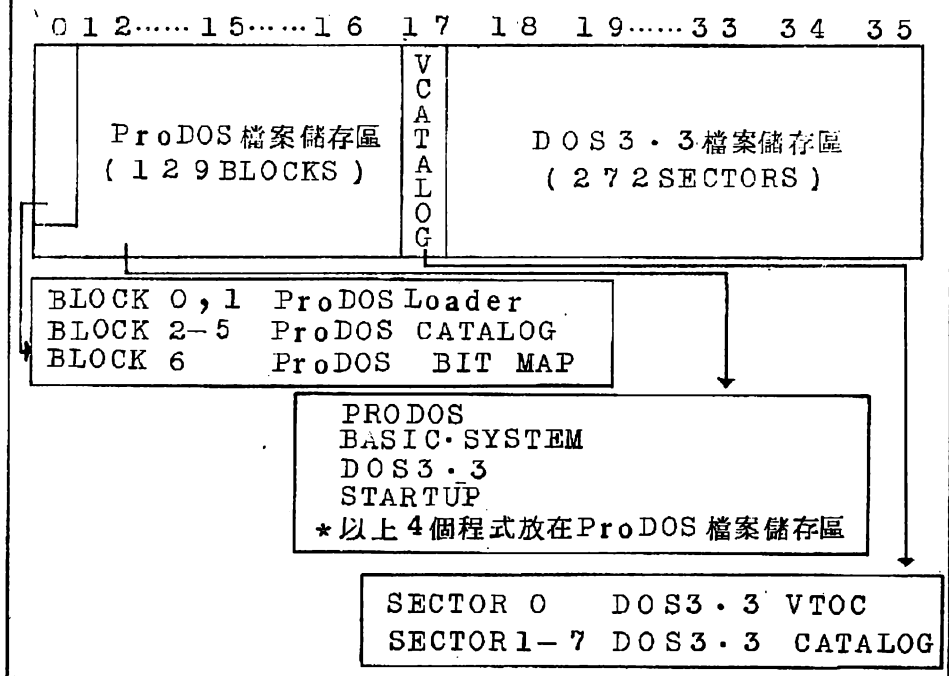 0 1 2……15……16 17 18 19……33 34 35
VCATALOG
ProDOS檔案儲存區
(129BLOCKS)
DOS3.3檔案儲存區
(272SECTORS)
BLOCK 0,1 ProDOS Loader
BLOCK 2-5 ProDOS CATALOG
BLOCK 6 ProDOS BIT MAP
PRODOS
BASIC.SYSTEM
DOS3.3
STARTUP
*以上4個程式放在ProDOS檔案儲存區
SECTOR 0 DOS3.3 VTOC
SECTOR1-7 DOS3.3 CATALOG